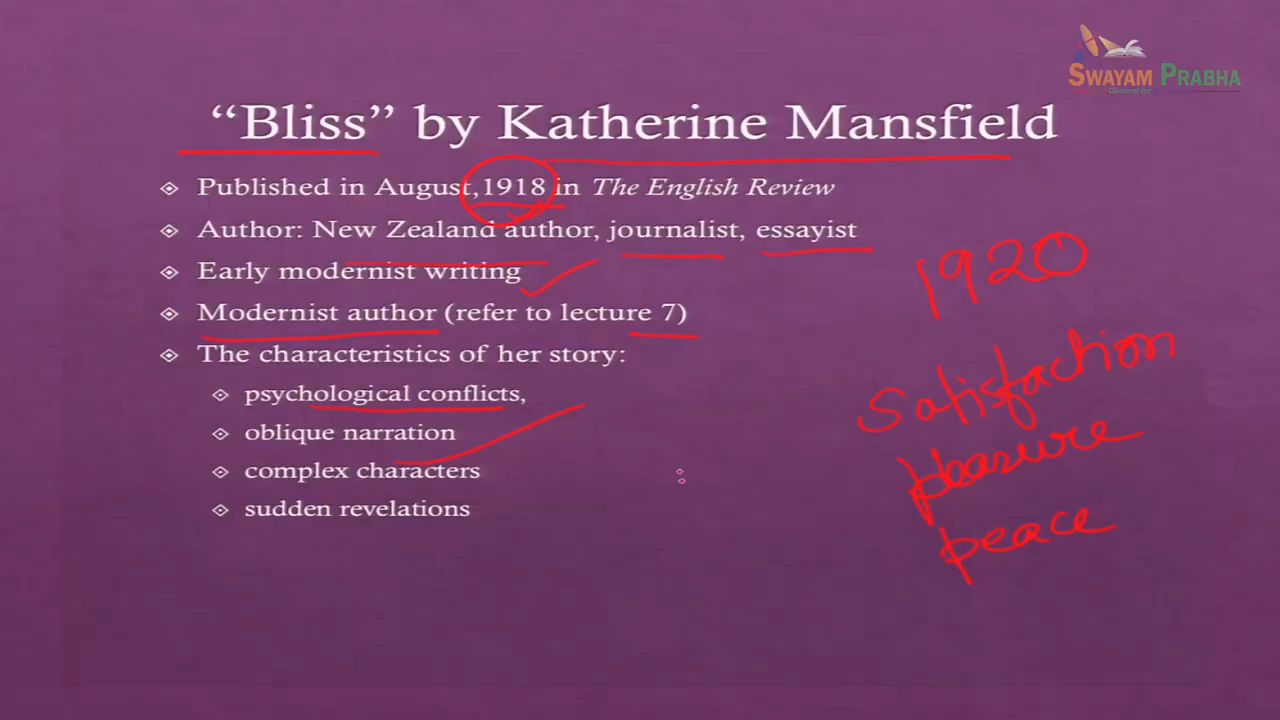 SWAYAM PRABHA
“Bliss” by Katherine Mansfield
Published in August,1918 in The English Review
Author: New Zealand author, journalist, essayist
Early modernist writing
Modernist author (refer to lecture 7)
The characteristics of her story:
psychological conflicts,
oblique narration
complex characters
sudden revelations
1920
Satisfaction
pleasure
peace